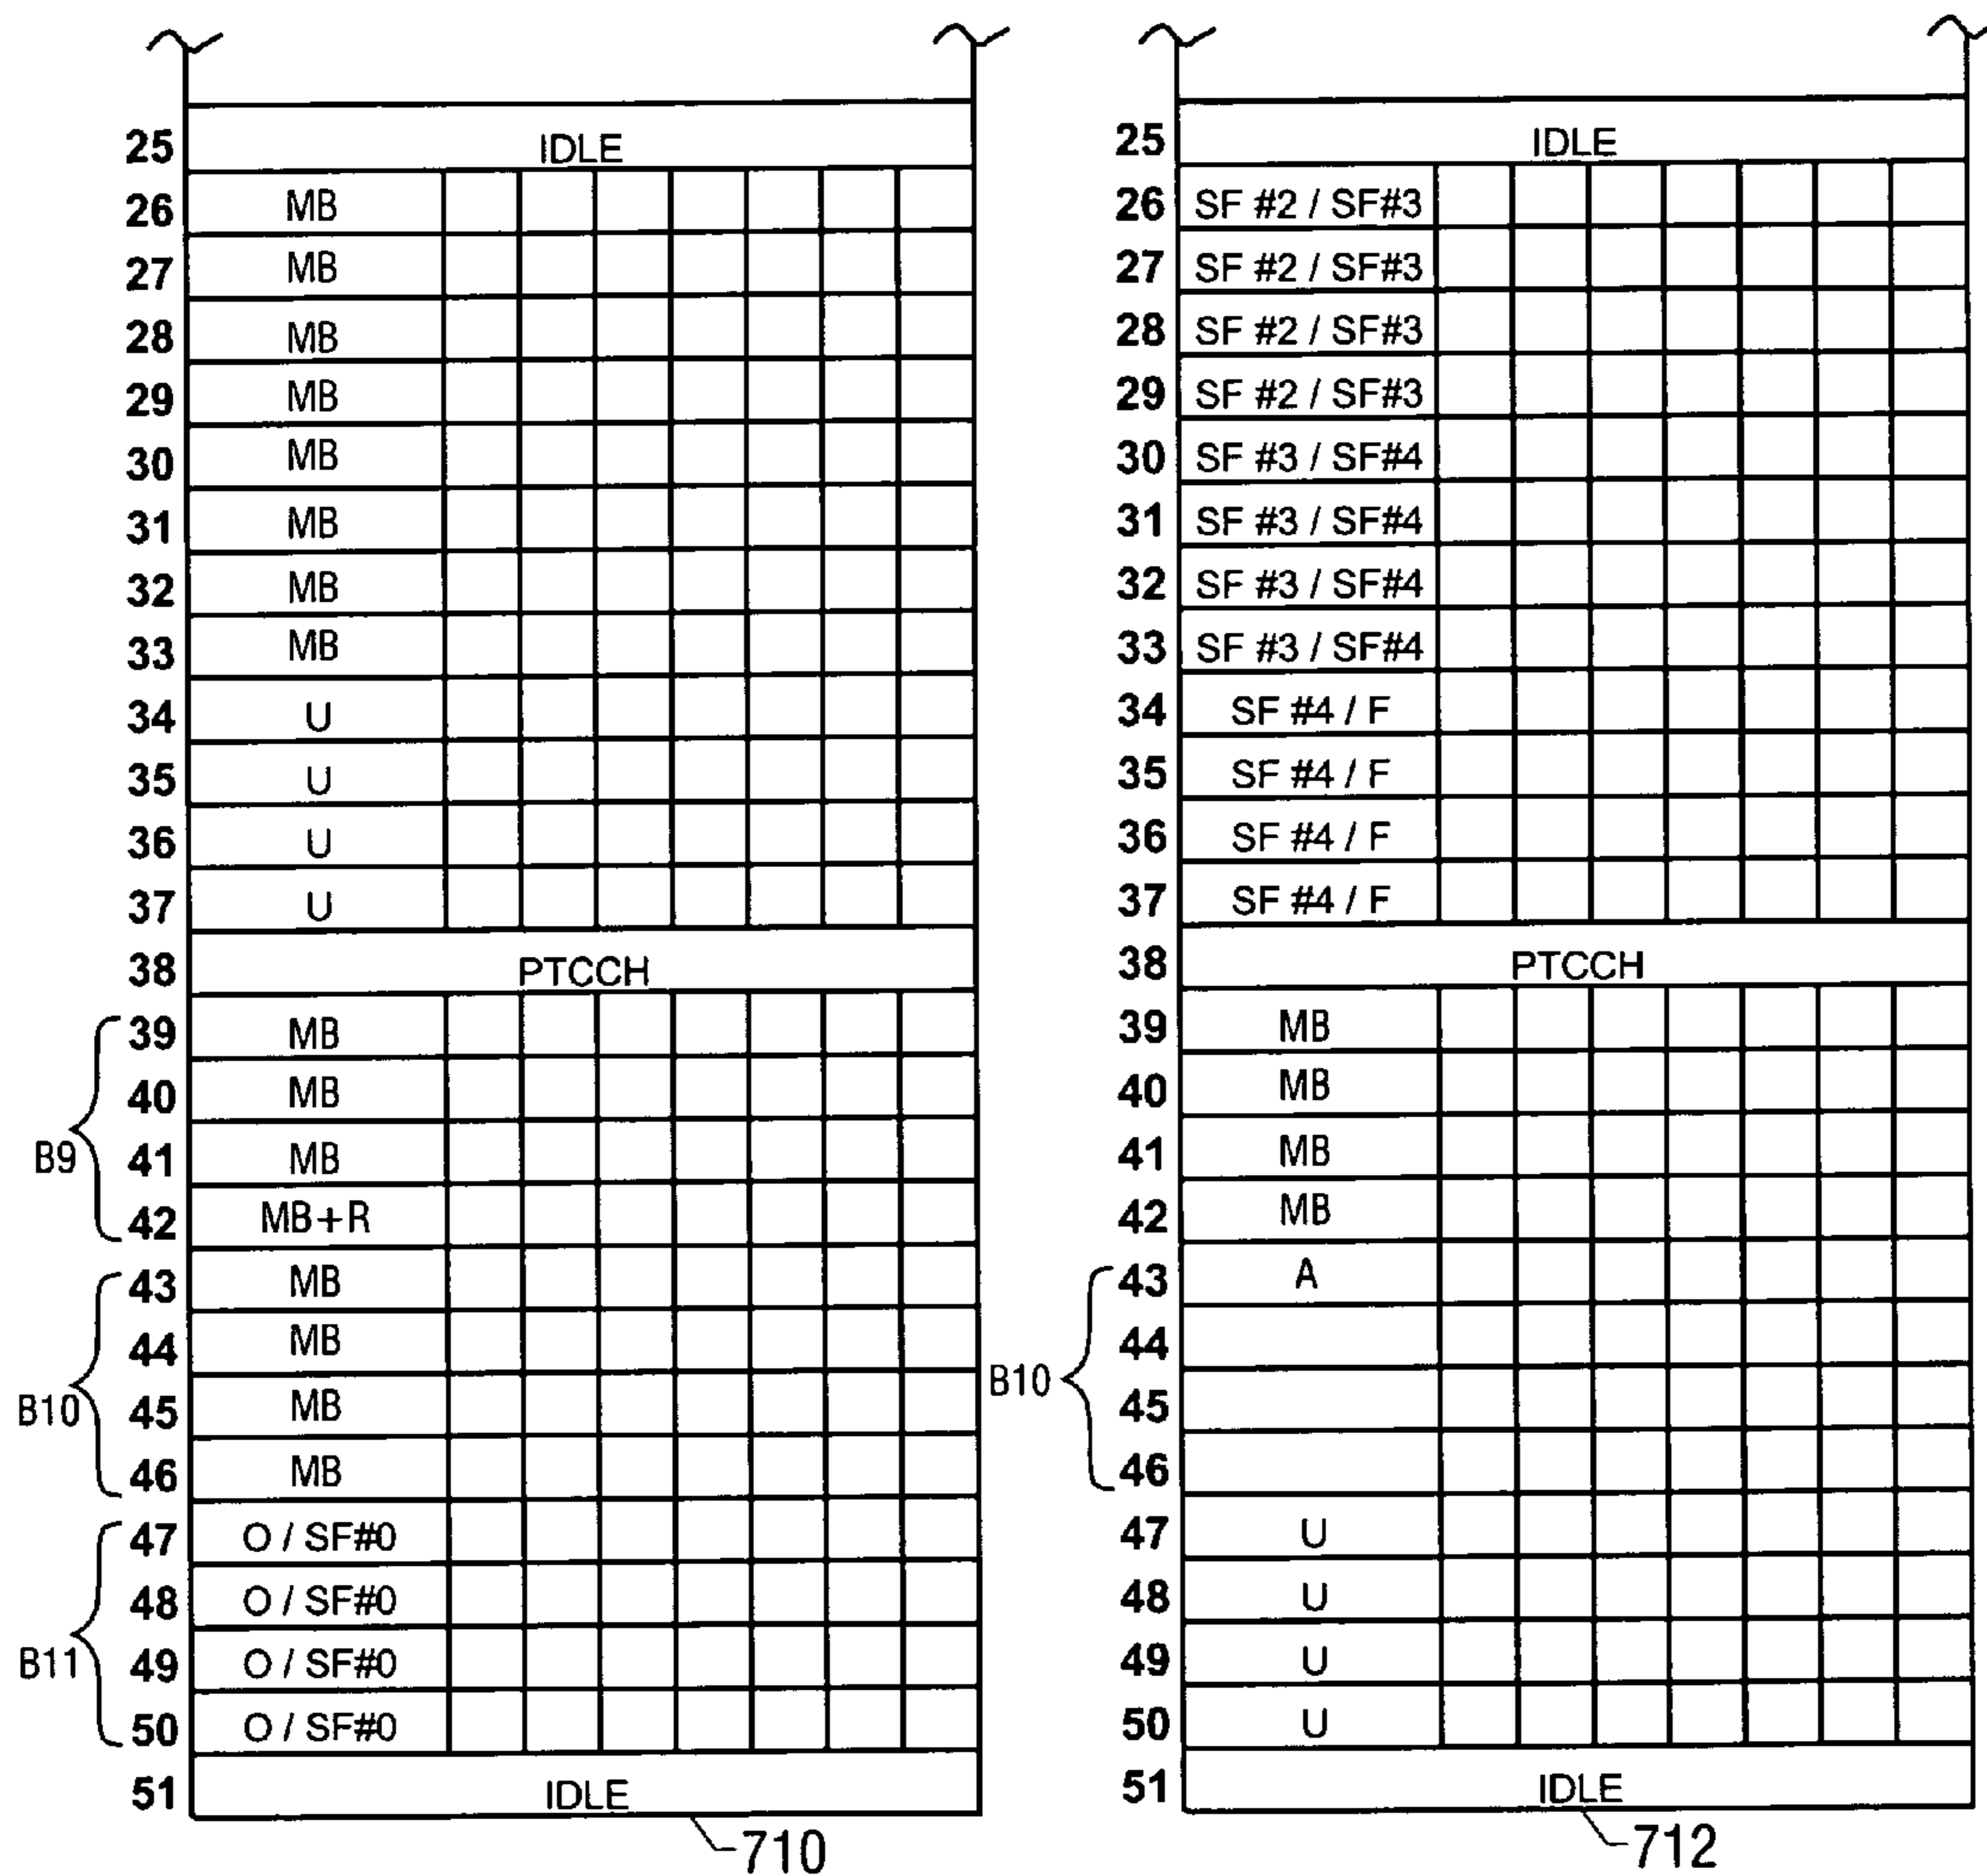 25 IDLE
26 MB
27 MB
28 MB
29 MB
30 MB
31 MB
32 MB
33 MB
34 U
35 U
36 U
37 U
38 PTCCH
B9
39 MB
40 MB
41 MB
42 MB+R
B10
43 MB
44 MB
45 MB
46 MB
B11
47 O / SF#0
48 O / SF#0
49 O / SF#0
50 O / SF#0
51 IDLE
710
25 IDLE
26 SF #2 / SF#3
27 SF #2 / SF#3
28 SF #2 / SF#3
29 SF #2 / SF#3
30 SF #3 / SF#4
31 SF #3 / SF#4
32 SF #3 / SF#4
33 SF #3 / SF#4
34 SF #4 / F
35 SF #4 / F
36 SF #4 / F
37 SF #4 / F
38 PTCCH
39 MB
40 MB
41 MB
42 MB
B10
43 A
44
45
46
47 U
48 U
49 U
50 U
51 IDLE
712